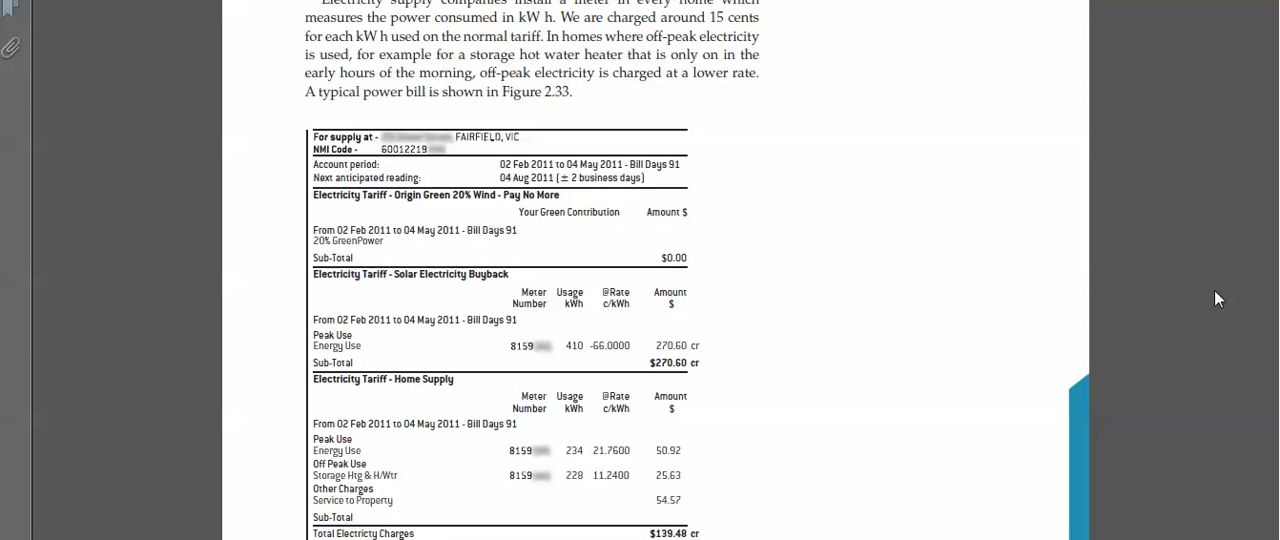 Electricity supply companies install a meter in every home which
measures the power consumed in kW h. We are charged around 15 cents
for each kW h used on the normal tariff. In homes where off-peak electricity
is used, for example for a storage hot water heater that is only on in the
early hours of the morning, off-peak electricity is charged at a lower rate.
A typical power bill is shown in Figure 2.33.
For supply at - FAIRFIELD, VIC
NMI Code - 60012219
Account period: 02 Feb 2011 to 04 May 2011 - Bill Days 91
Next anticipated reading: 04 Aug 2011 (± 2 business days)
Electricity Tariff - Origin Green 20% Wind - Pay No More
Your Green Contribution Amount $
From 02 Feb 2011 to 04 May 2011 - Bill Days 91
20% GreenPower
Sub-Total $0.00
Electricity Tariff - Solar Electricity Buyback
Meter Usage @Rate Amount
Number kWh c/kWh $
From 02 Feb 2011 to 04 May 2011 - Bill Days 91
Peak Use
Energy Use 8159 410 -66.0000 270.60 cr
Sub-Total $270.60 cr
Electricity Tariff - Home Supply
Meter Usage @Rate Amount
Number kWh c/kWh $
From 02 Feb 2011 to 04 May 2011 - Bill Days 91
Peak Use
Energy Use 8159 234 21.7600 50.92
Off Peak Use
Storage Htg & H/Wtr 8159 228 11.2400 25.63
Other Charges
Service to Property 54.57
Sub-Total
Total Electricty Charges $139.48 cr